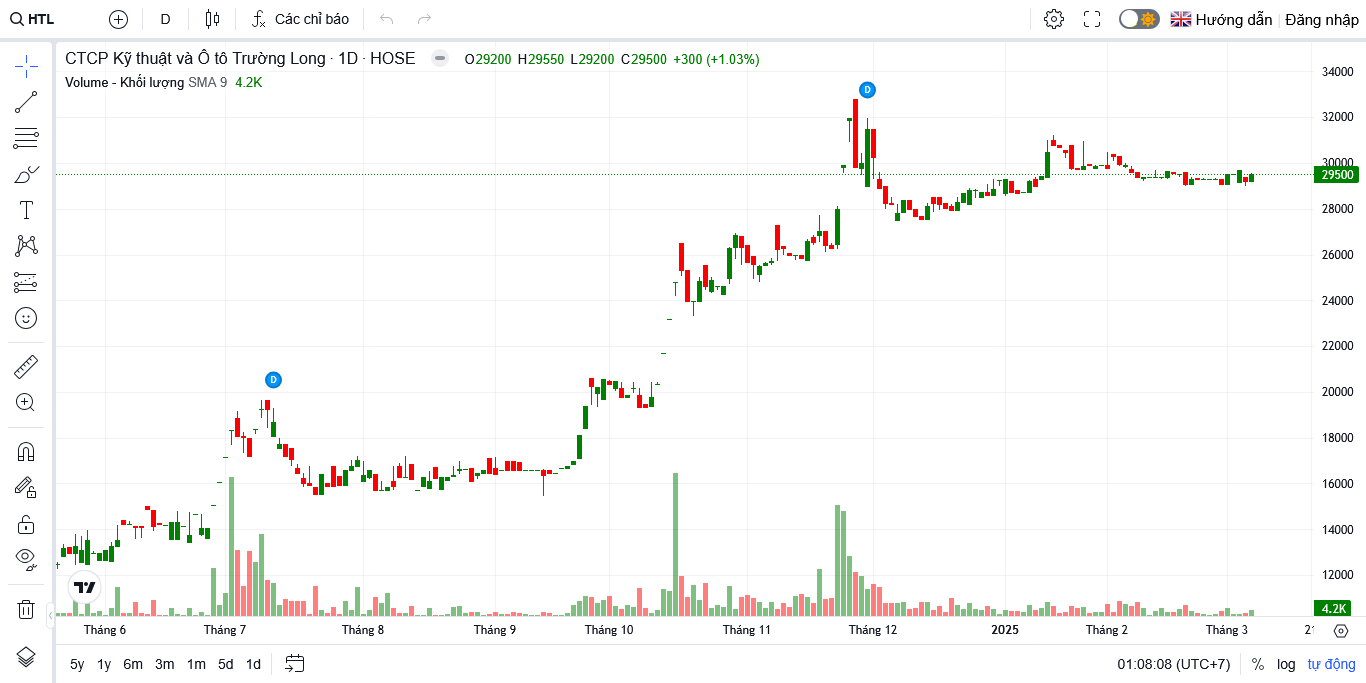 HTL D Các chỉ báo Hướng dẫn Đăng nhập
CTCP Kỹ thuật và Ô tô Trường Long · 1D · HOSE O29200 H29550 L29200 C29500 +300 (+1.03%)
Volume - Khối lượng SMA 9 4.2K
34000
D
32000
30000
29500
28000
26000
24000
22000
D
20000
18000
16000
14000
12000
4.2K
Tháng 6 Tháng 7 Tháng 8 Tháng 9 Tháng 10 Tháng 11 Tháng 12 2025 Tháng 2 Tháng 3
5y 1y 6m 3m 1m 5d 1d 01:08:08 (UTC+7) % log tự động